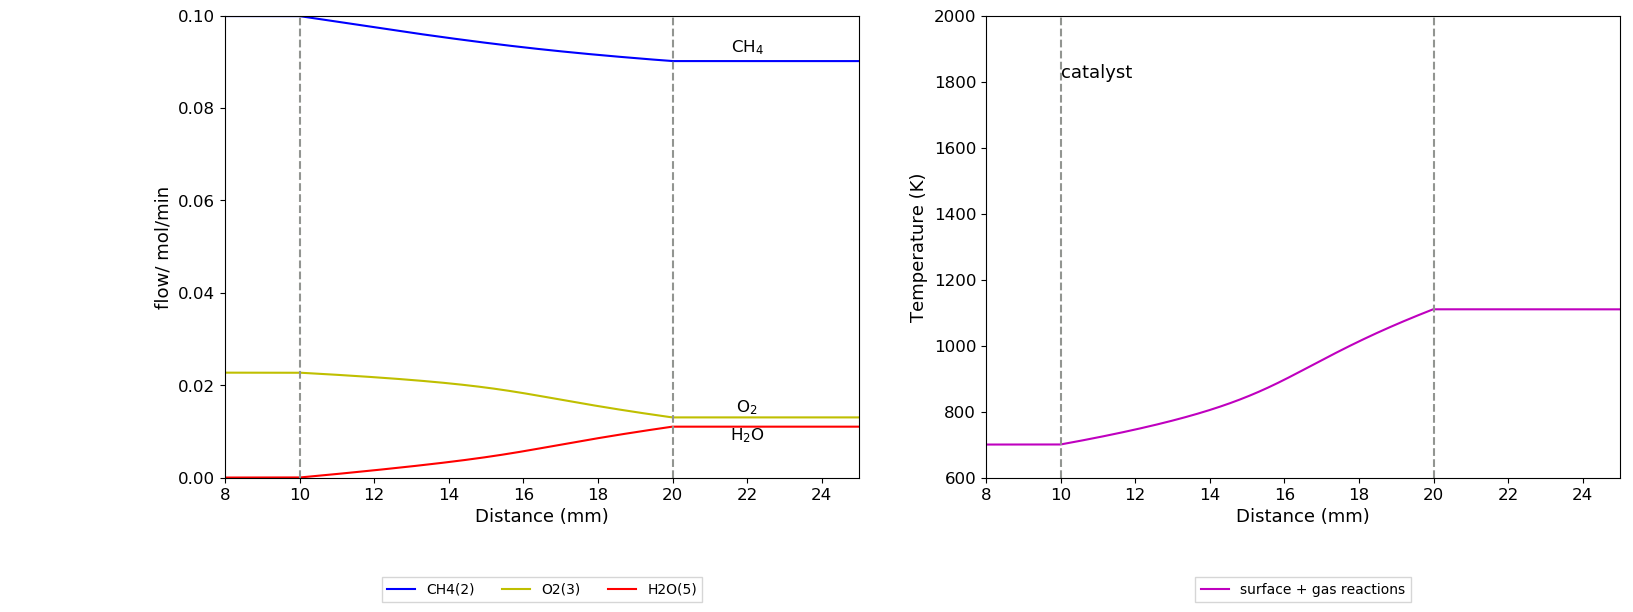 0.10
0.08
0.06
0.04
0.02
0.00
flow/ mol/min
CH₄
O₂
H₂O
8 10 12 14 16 18 20 22 24
Distance (mm)
CH4(2) O2(3) H2O(5)
2000
1800
1600
1400
1200
1000
800
600
Temperature (K)
catalyst
8 10 12 14 16 18 20 22 24
Distance (mm)
surface + gas reactions